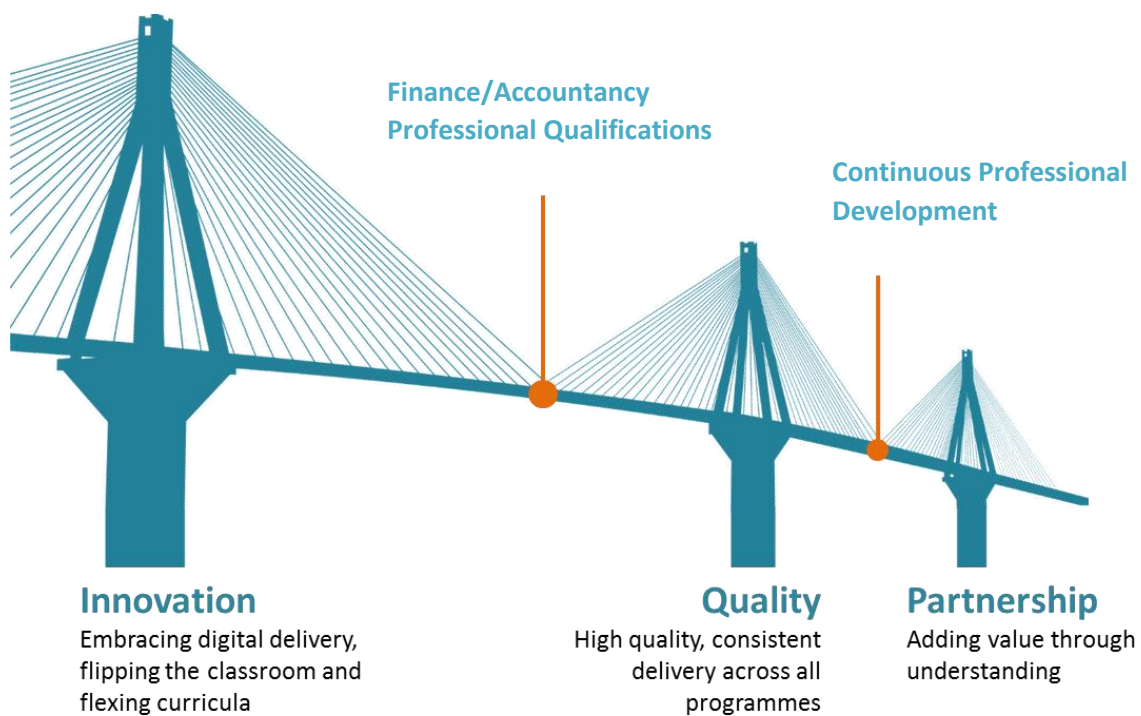 Finance/Accountancy
Professional Qualifications
Continuous Professional
Development
Innovation
Embracing digital delivery,
flipping the classroom and
flexing curricula
Quality
High quality, consistent
delivery across all
programmes
Partnership
Adding value through
understanding